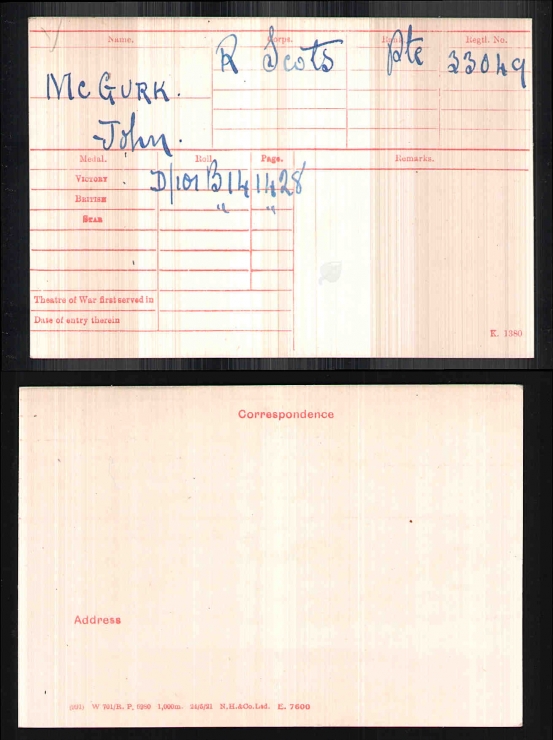 Name. Corps. Rank. Regtl. No.
R Scots Pte 33049
McGURK.
John.
Medal. Roll. Page. Remarks.
VICTORY D/101 B14 1428
BRITISH " "
STAR
Theatre of War first served in
Date of entry therein
K. 1380
Correspondence
Address
W 791/R. P. 1,000m. 24/5/21 N.H.&Co.Ltd. E. 7600